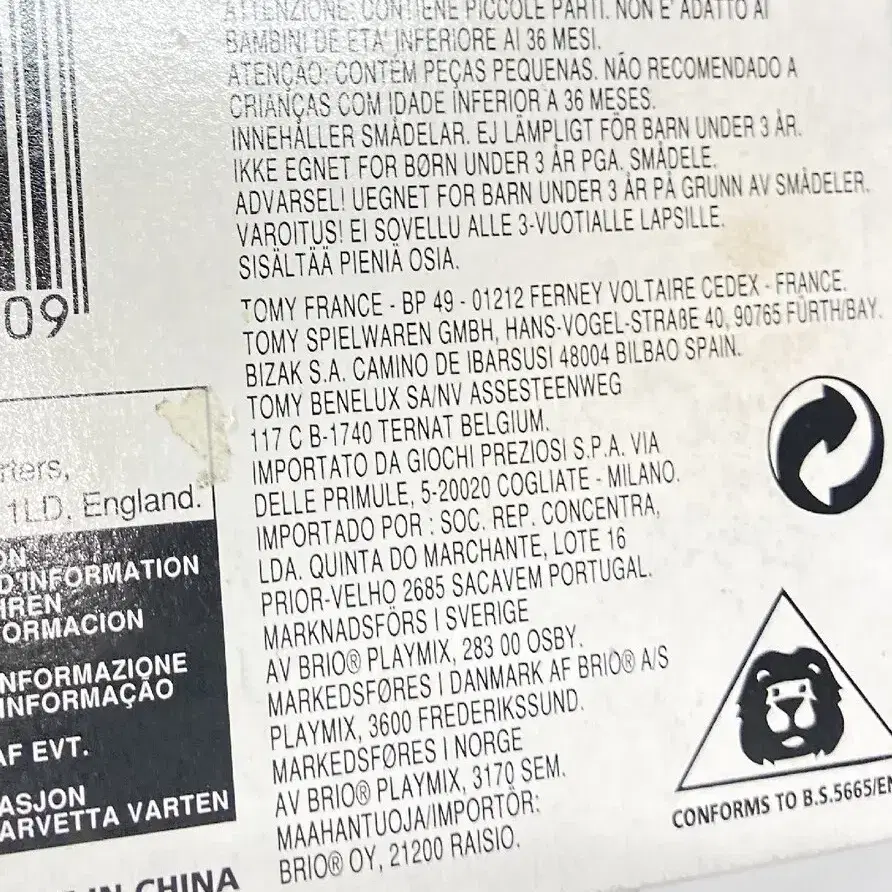 ATTENZIONE: CONTIENE PICCOLE PARTI. NON E' ADATTO AI
BAMBINI DE ETA' INFERIORE AI 36 MESI.
ATENÇÃO: CONTÉM PEÇAS PEQUENAS. NÃO RECOMENDADO A
CRIANÇAS COM IDADE INFERIOR A 36 MESES.
INNEHÅLLER SMÅDELAR. EJ LÄMPLIGT FÖR BARN UNDER 3 ÅR.
IKKE EGNET FOR BØRN UNDER 3 ÅR PGA. SMÅDELE.
ADVARSEL! UEGNET FOR BARN UNDER 3 ÅR PÅ GRUNN AV SMÅDELER.
VAROITUS! EI SOVELLU ALLE 3-VUOTIALLE LAPSILLE.
SISÄLTÄÄ PIENIÄ OSIA.
TOMY FRANCE - BP 49 - 01212 FERNEY VOLTAIRE CEDEX - FRANCE.
TOMY SPIELWAREN GMBH, HANS-VOGEL-STRAßE 40, 90765 FÜRTH/BAY.
BIZAK S.A. CAMINO DE IBARSUSI 48004 BILBAO SPAIN.
TOMY BENELUX SA/NV ASSESTEENWEG
117 C B-1740 TERNAT BELGIUM.
IMPORTATO DA GIOCHI PREZIOSI S.P.A. VIA
DELLE PRIMULE, 5-20020 COGLIATE - MILANO.
IMPORTADO POR : SOC. REP. CONCENTRA,
LDA. QUINTA DO MARCHANTE, LOTE 16
PRIOR-VELHO 2685 SACAVEM PORTUGAL.
MARKNADSFÖRS I SVERIGE
AV BRIO® PLAYMIX, 283 00 OSBY.
MARKEDSFØRES I DANMARK AF BRIO® A/S
PLAYMIX, 3600 FREDERIKSSUND.
MARKEDSFØRES I NORGE
AV BRIO® PLAYMIX, 3170 SEM.
MAAHANTUOJA/IMPORTÖR:
BRIO® OY, 21200 RAISIO.
09
rters,
1LD. England.
ON
D'INFORMATION
HREN
ORMACION
NFORMAZIONE
INFORMAÇÃO
AF EVT.
ASJON
ARVETTA VARTEN
IN CHINA
CONFORMS TO B.S.5665/EN